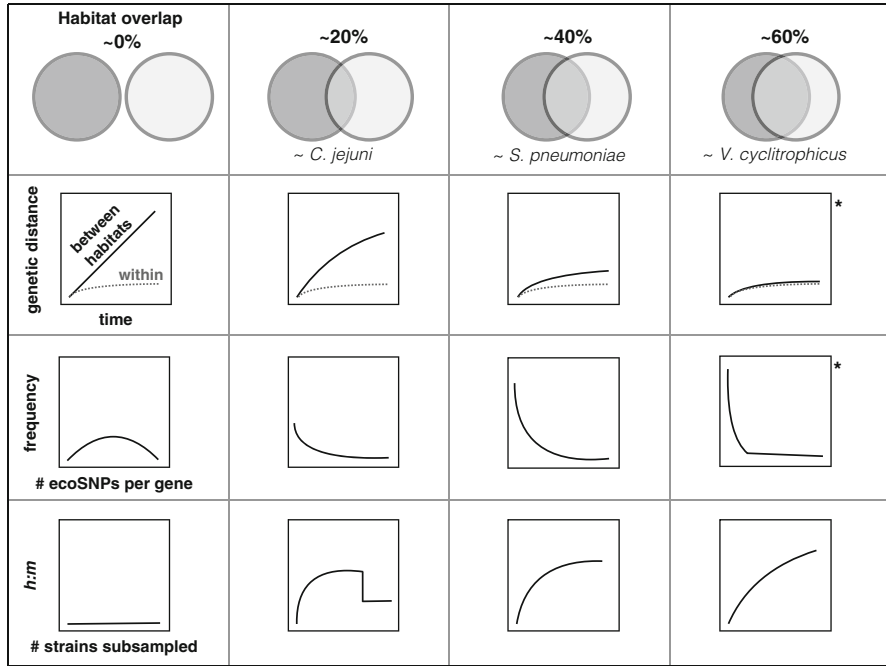 Habitat overlap
~0%
~20%
~40%
~60%
~ C. jejuni
~ S. pneumoniae
~ V. cyclitrophicus
genetic distance
between
habitats
within
time
*
frequency
# ecoSNPs per gene
*
h:m
# strains subsampled